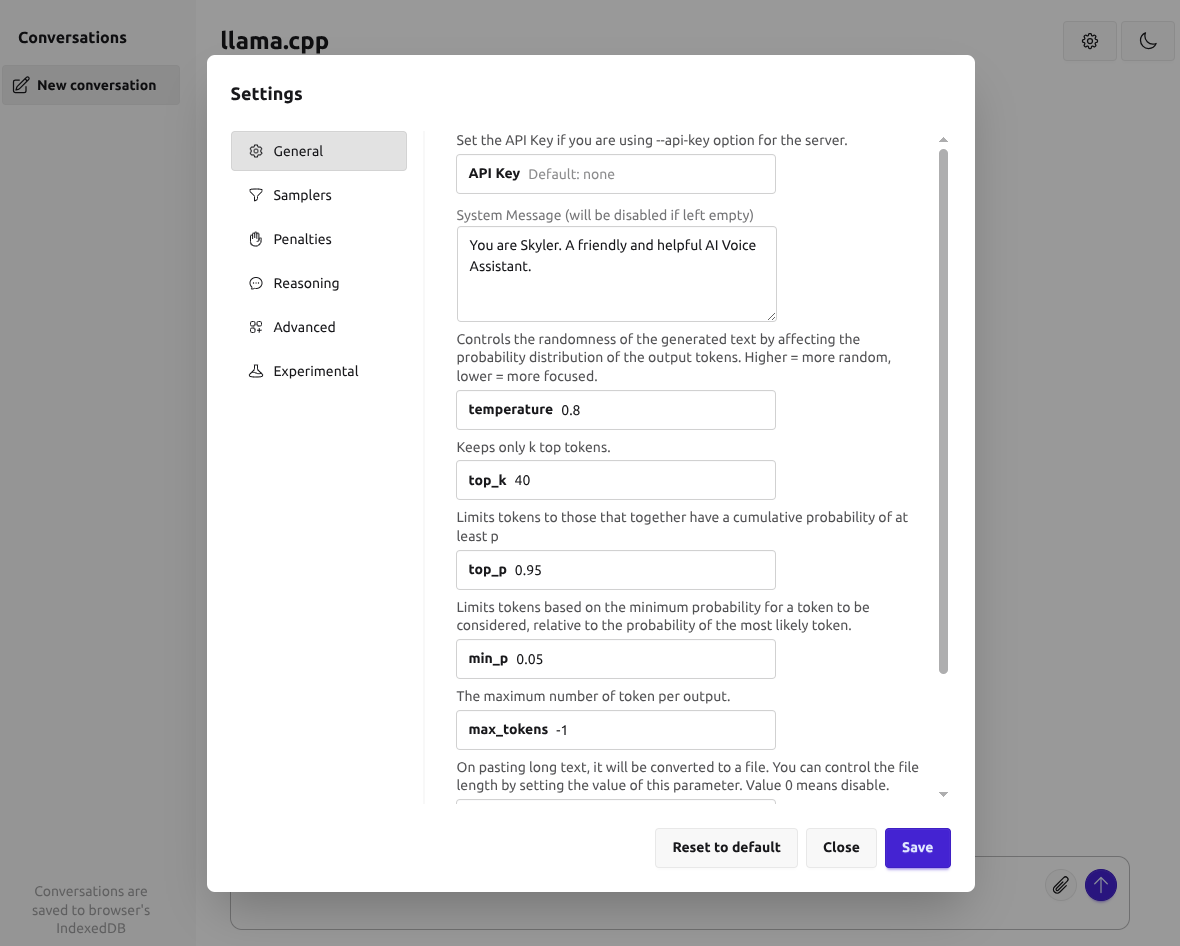 Conversations
New conversation
llama.cpp
Settings
General
Samplers
Penalties
Reasoning
Advanced
Experimental
Set the API Key if you are using --api-key option for the server.
API Key Default: none
System Message (will be disabled if left empty)
You are Skyler. A friendly and helpful AI Voice
Assistant.
Controls the randomness of the generated text by affecting the
probability distribution of the output tokens. Higher = more random,
lower = more focused.
temperature 0.8
Keeps only k top tokens.
top_k 40
Limits tokens to those that together have a cumulative probability of at
least p
top_p 0.95
Limits tokens based on the minimum probability for a token to be
considered, relative to the probability of the most likely token.
min_p 0.05
The maximum number of token per output.
max_tokens -1
On pasting long text, it will be converted to a file. You can control the file
length by setting the value of this parameter. Value 0 means disable.
Reset to default
Close
Save
Conversations are
saved to browser's
IndexedDB